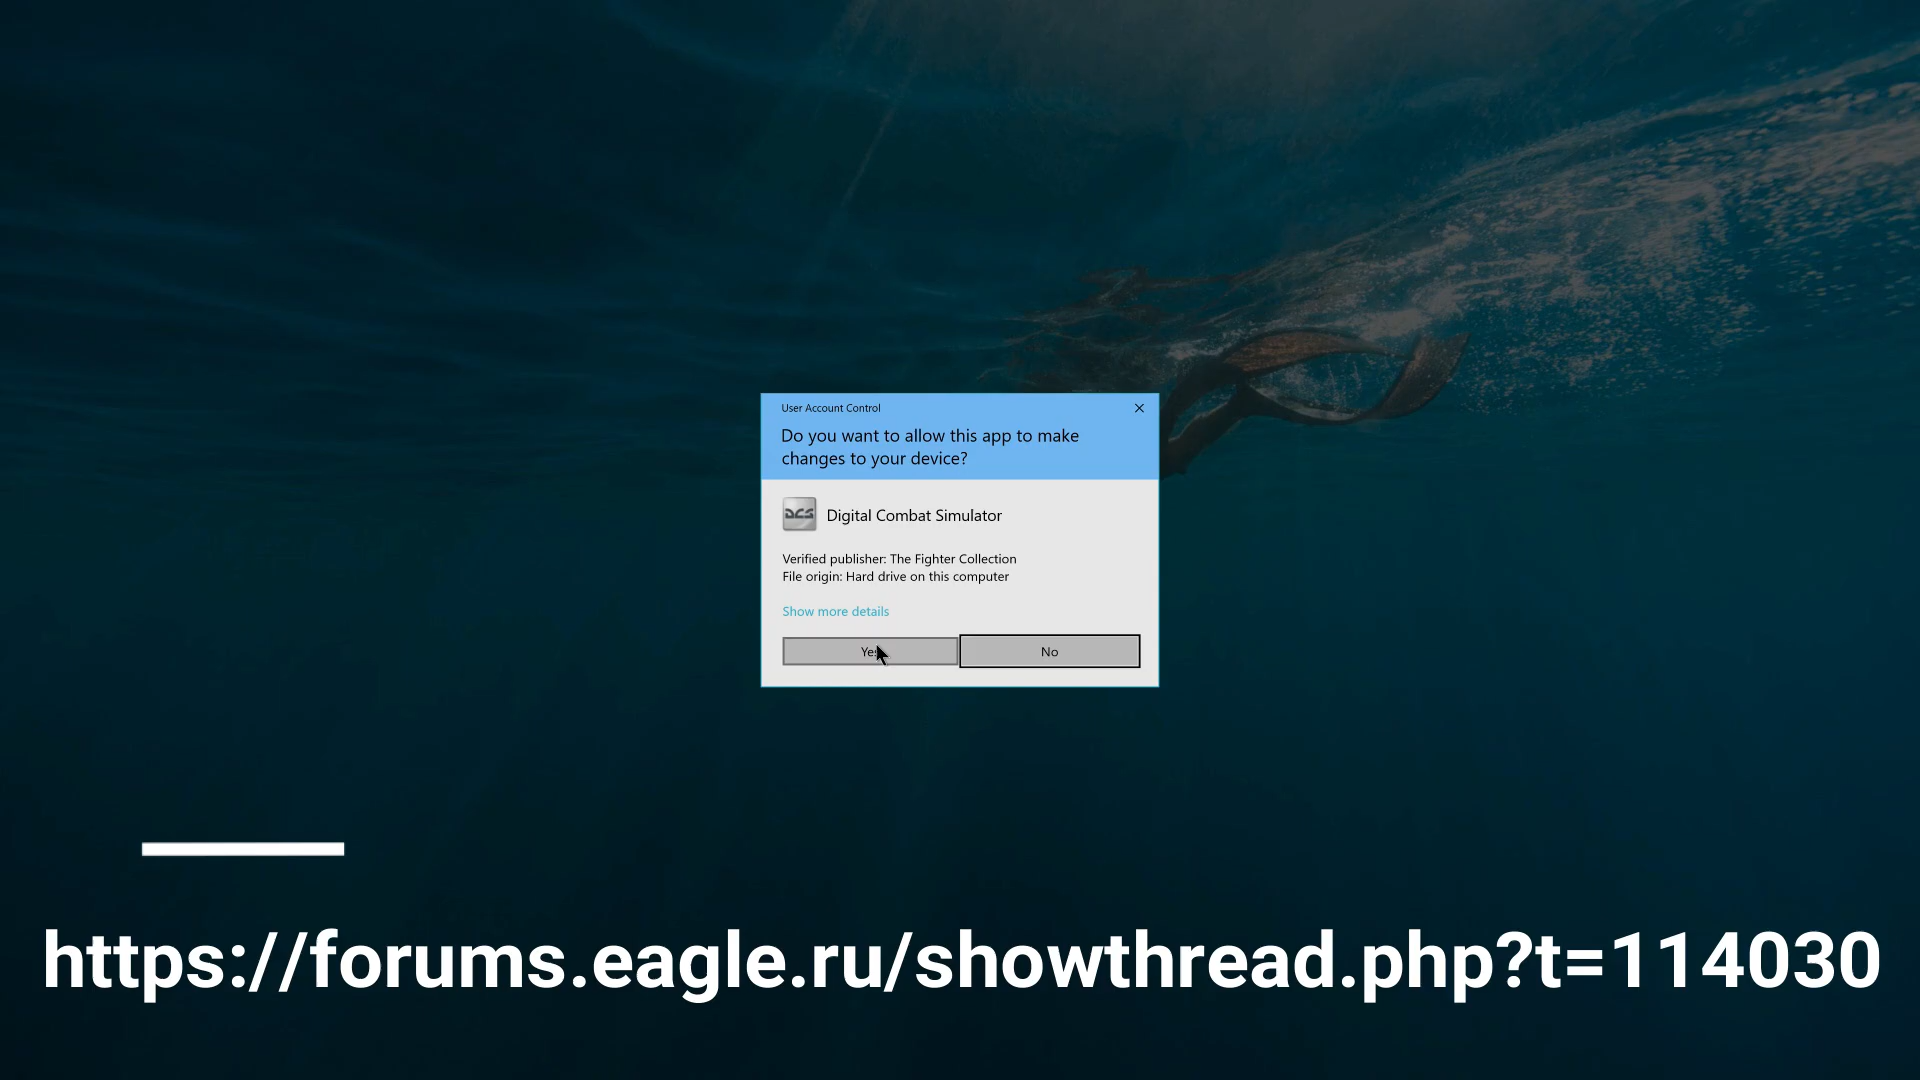 User Account Control
Do you want to allow this app to make
changes to your device?
DCS
Digital Combat Simulator
Verified publisher: The Fighter Collection
File origin: Hard drive on this computer
Show more details
Yes
No
https://forums.eagle.ru/showthread.php?t=114030